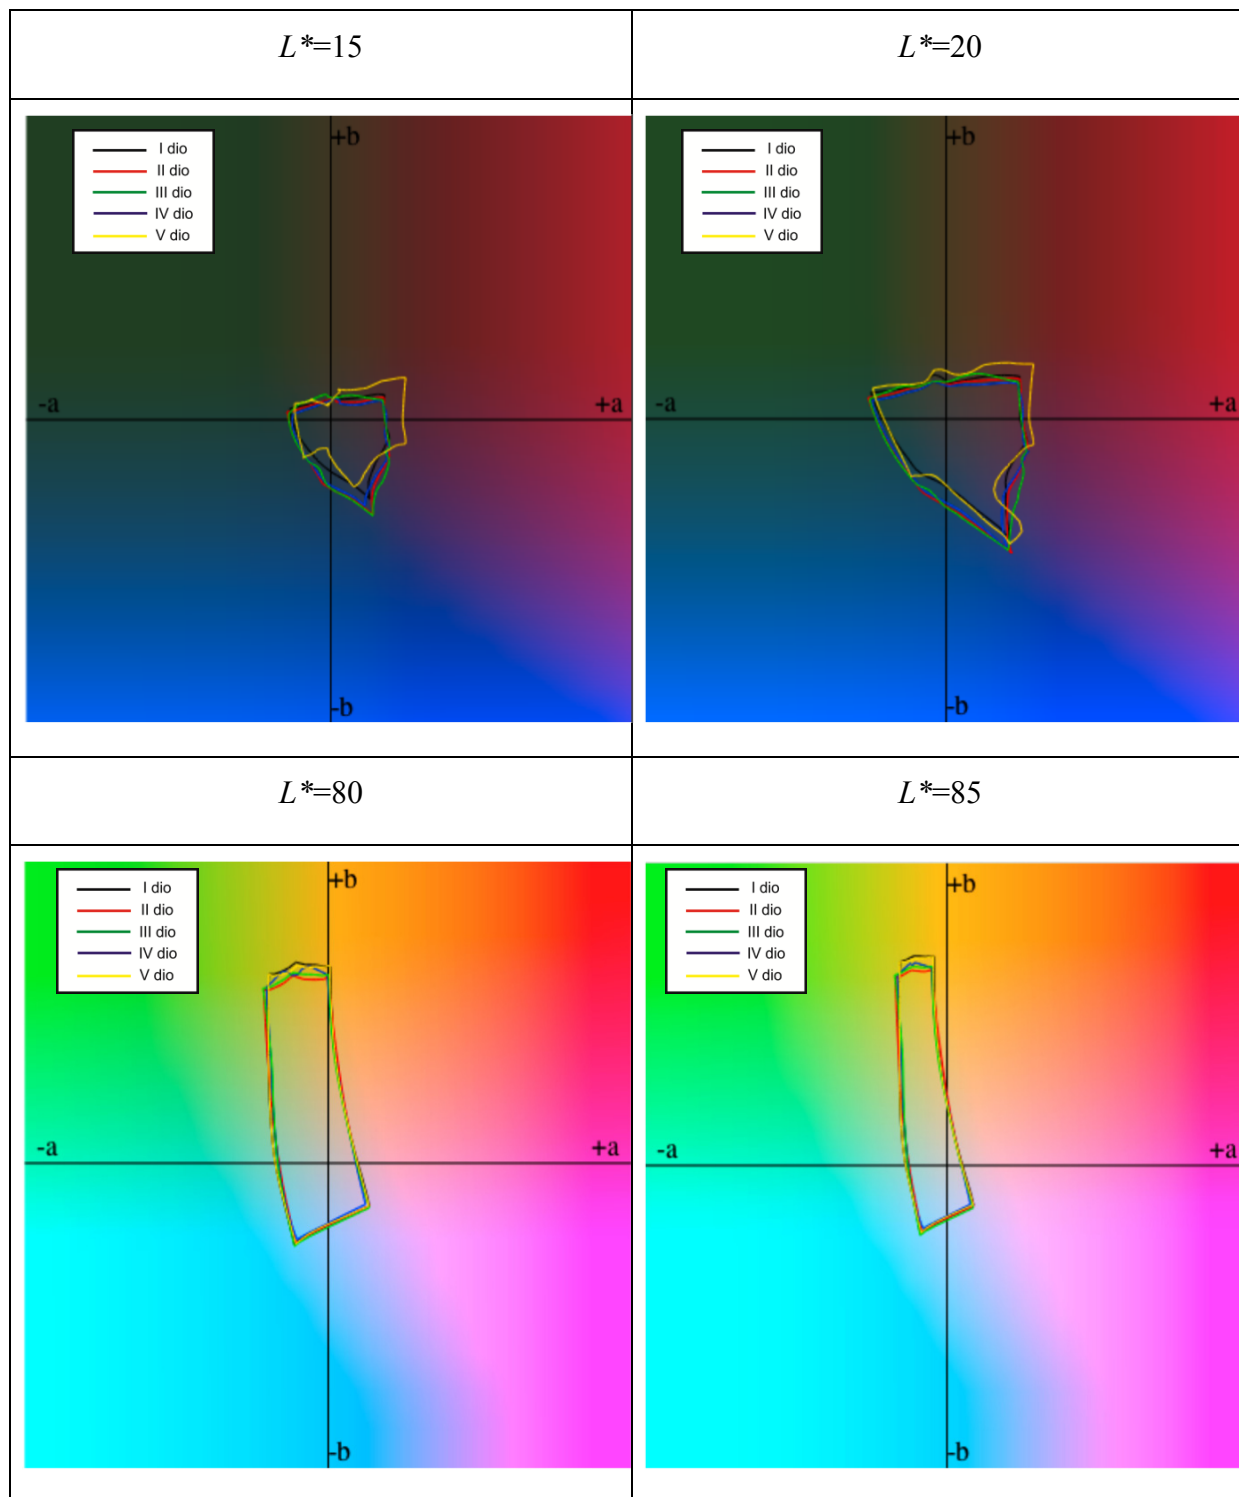 L*=15
L*=20
I dio
II dio
III dio
IV dio
V dio
+b
-a
+a
-b
I dio
II dio
III dio
IV dio
V dio
+b
-a
+a
-b
L*=80
L*=85
I dio
II dio
III dio
IV dio
V dio
+b
-a
+a
-b
I dio
II dio
III dio
IV dio
V dio
+b
-a
+a
-b